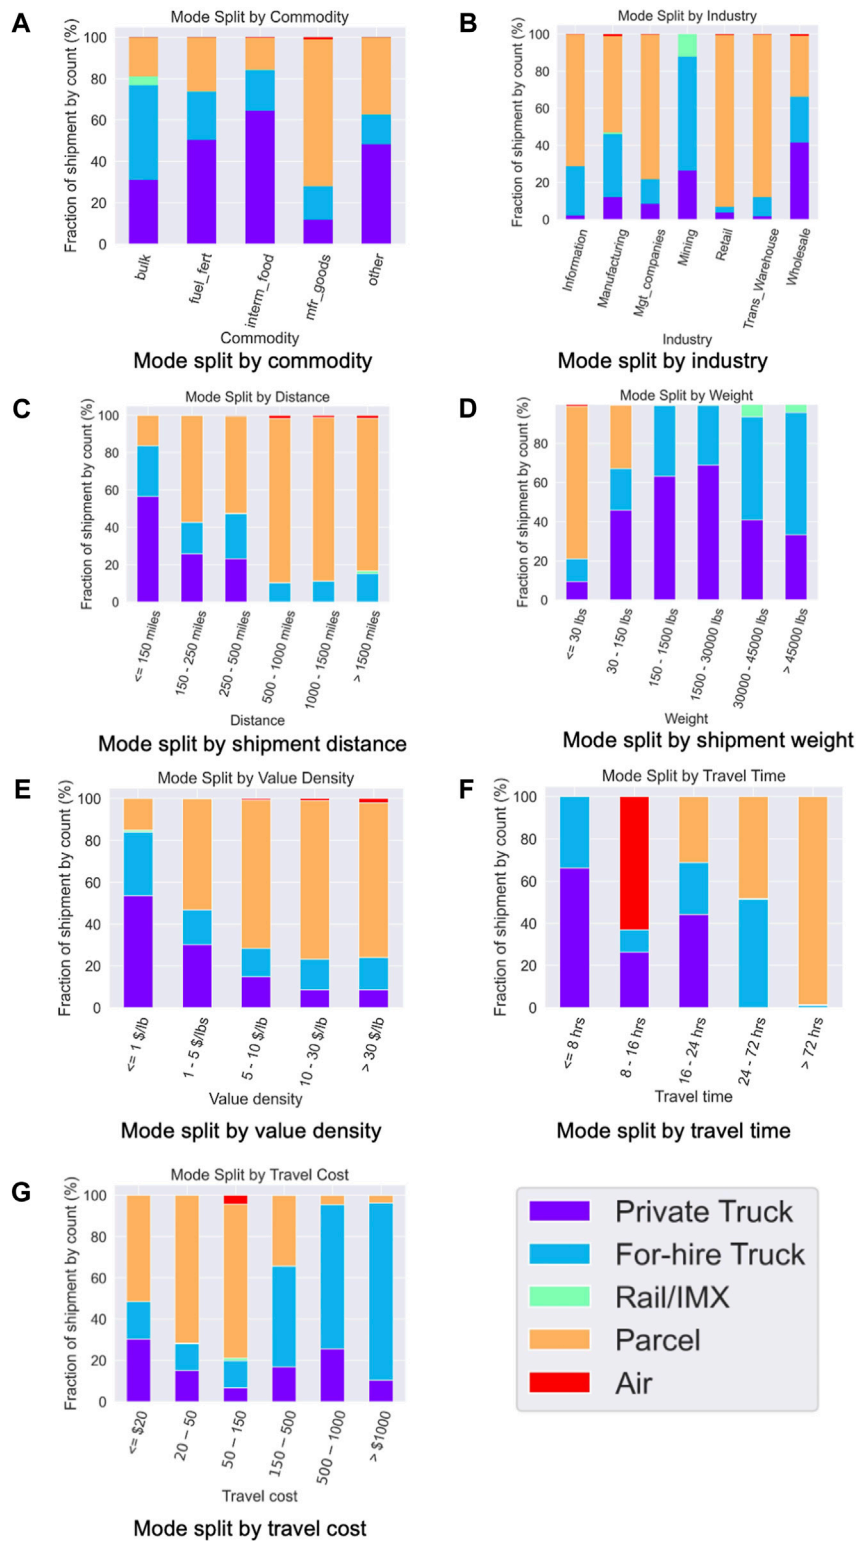 A
Mode Split by Commodity
Fraction of shipment by count (%)
100
80
60
40
20
0
bulk
fuel_fert
interm_food
mfr_goods
other
Commodity
Mode split by commodity
B
Mode Split by Industry
Fraction of shipment by count (%)
100
80
60
40
20
0
Information
Manufacturing
Mgt_companies
Mining
Retail
Trans_Warehouse
Wholesale
Industry
Mode split by industry
C
Mode Split by Distance
Fraction of shipment by count (%)
100
80
60
40
20
0
<= 150 miles
150 - 250 miles
250 - 500 miles
500 - 1000 miles
1000 - 1500 miles
> 1500 miles
Distance
Mode split by shipment distance
D
Mode Split by Weight
Fraction of shipment by count (%)
80
60
40
20
0
<= 30 lbs
30 - 150 lbs
150 - 1500 lbs
1500 - 30000 lbs
30000 - 45000 lbs
> 45000 lbs
Weight
Mode split by shipment weight
E
Mode Split by Value Density
Fraction of shipment by count (%)
100
80
60
40
20
0
<= 1 $/lb
1 - 5 $/lbs
5 - 10 $/lb
10 - 30 $/lb
> 30 $/lb
Value density
Mode split by value density
F
Mode Split by Travel Time
Fraction of shipment by count (%)
100
80
60
40
20
0
<= 8 hrs
8 - 16 hrs
16 - 24 hrs
24 - 72 hrs
> 72 hrs
Travel time
Mode split by travel time
G
Mode Split by Travel Cost
Fraction of shipment by count (%)
100
80
60
40
20
0
<= $20
20 – 50
50 – 150
150 – 500
500 – 1000
> $1000
Travel cost
Mode split by travel cost
Private Truck
For-hire Truck
Rail/IMX
Parcel
Air